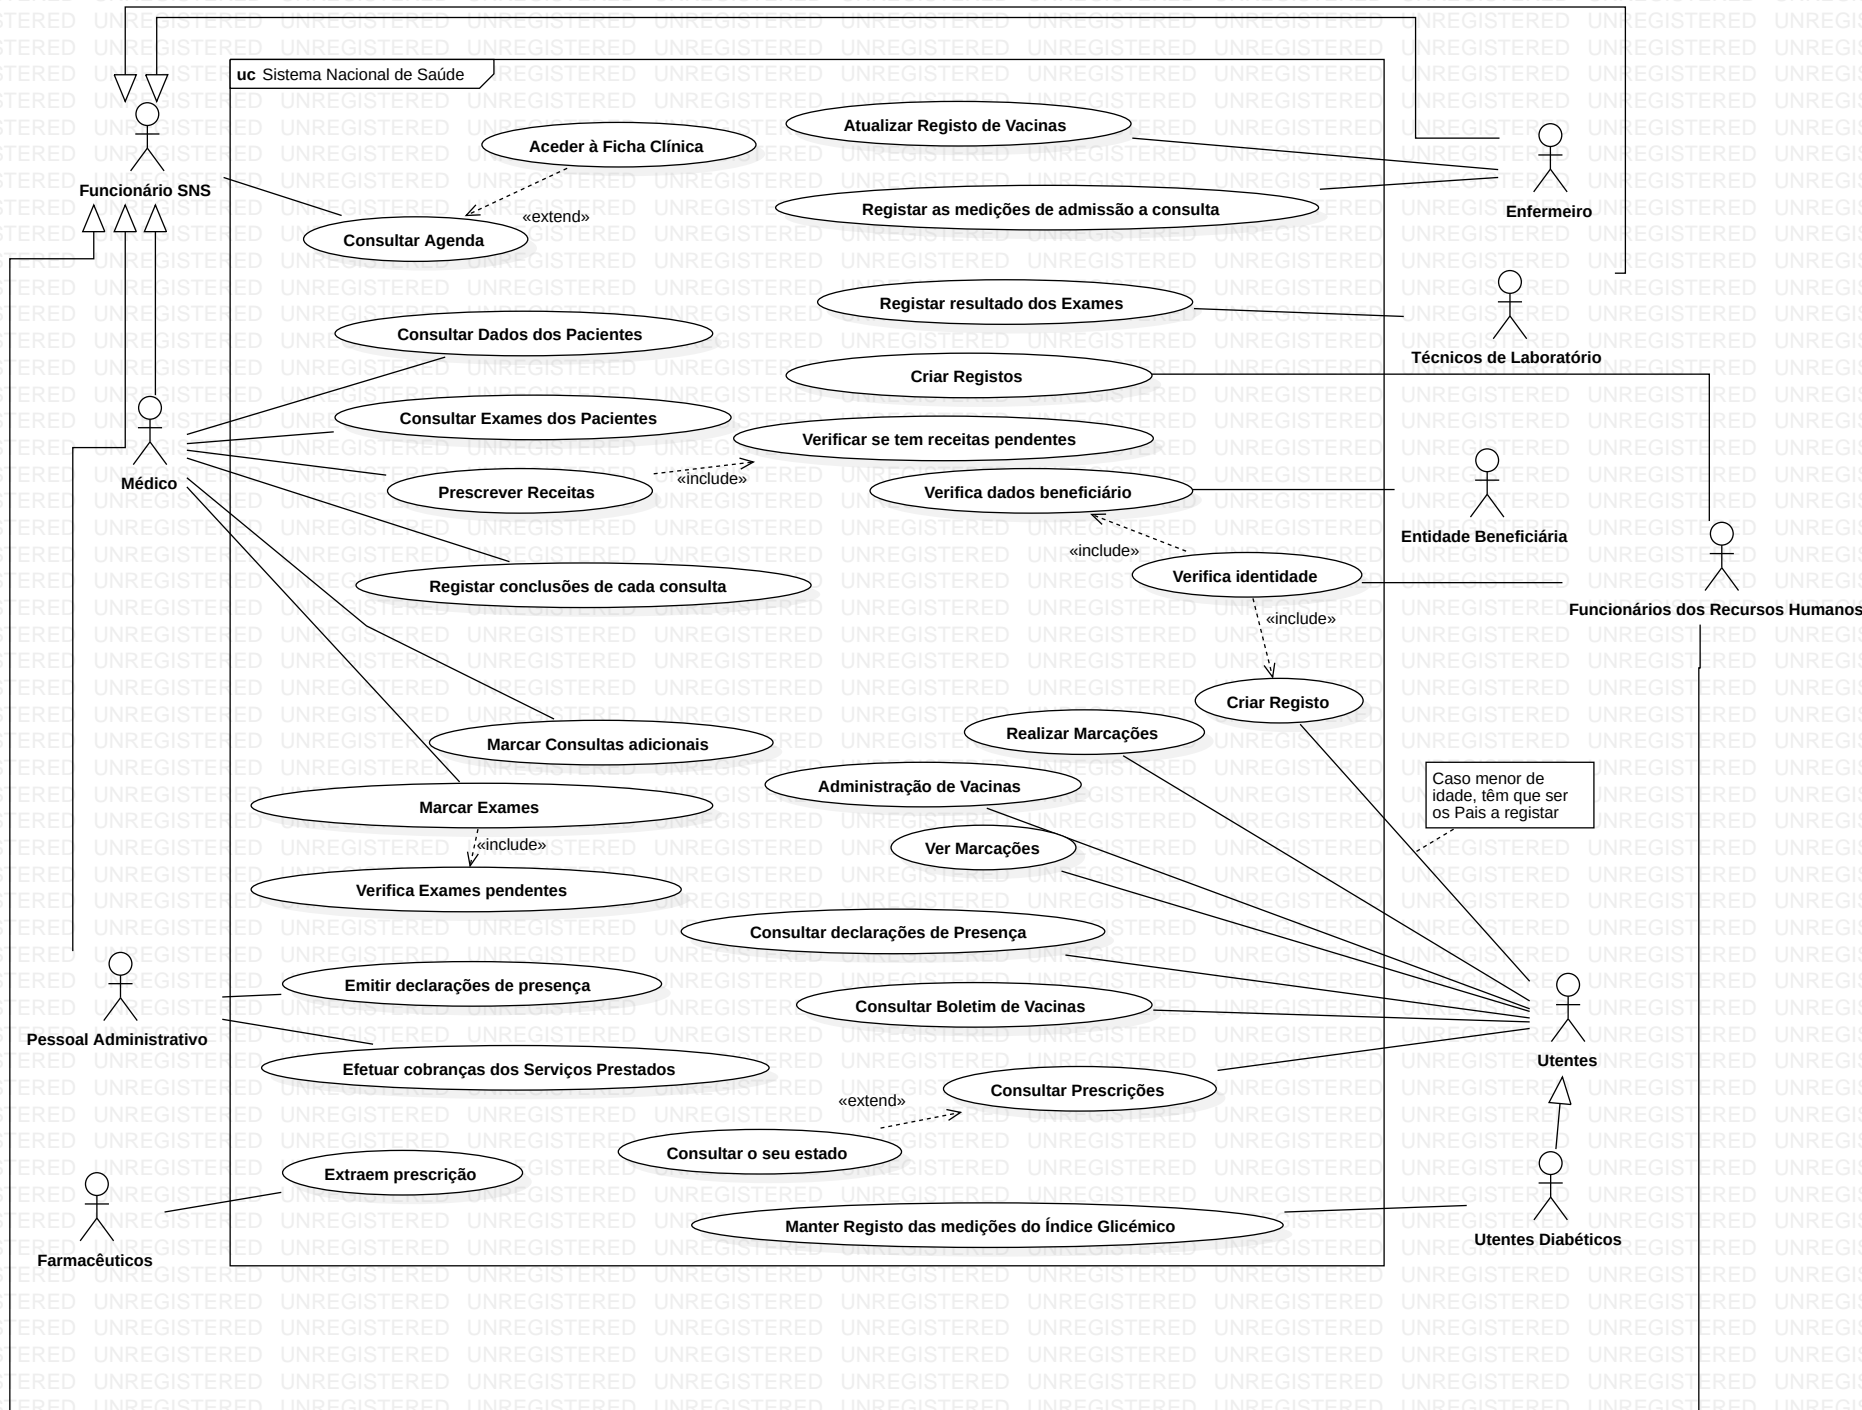 uc Sistema Nacional de Saúde
Funcionário SNS
Aceder à Ficha Clínica
«extend»
Consultar Agenda
Atualizar Registo de Vacinas
Registar as medições de admissão a consulta
Enfermeiro
Registar resultado dos Exames
Técnicos de Laboratório
Consultar Dados dos Pacientes
Criar Registos
Consultar Exames dos Pacientes
Verificar se tem receitas pendentes
Médico
Prescrever Receitas
«include»
Verifica dados beneficiário
Entidade Beneficiária
«include»
Verifica identidade
Registar conclusões de cada consulta
Funcionários dos Recursos Humanos
«include»
Criar Registo
Realizar Marcações
Marcar Consultas adicionais
Administração de Vacinas
Caso menor de
idade, têm que ser
os Pais a registar
Marcar Exames
«include»
Ver Marcações
Verifica Exames pendentes
Consultar declarações de Presença
Emitir declarações de presença
Consultar Boletim de Vacinas
Pessoal Administrativo
Utentes
Efetuar cobranças dos Serviços Prestados
Consultar Prescrições
«extend»
Consultar o seu estado
Extraem prescrição
Manter Registo das medições do Índice Glicémico
Utentes Diabéticos
Farmacêuticos
UNREGISTERED